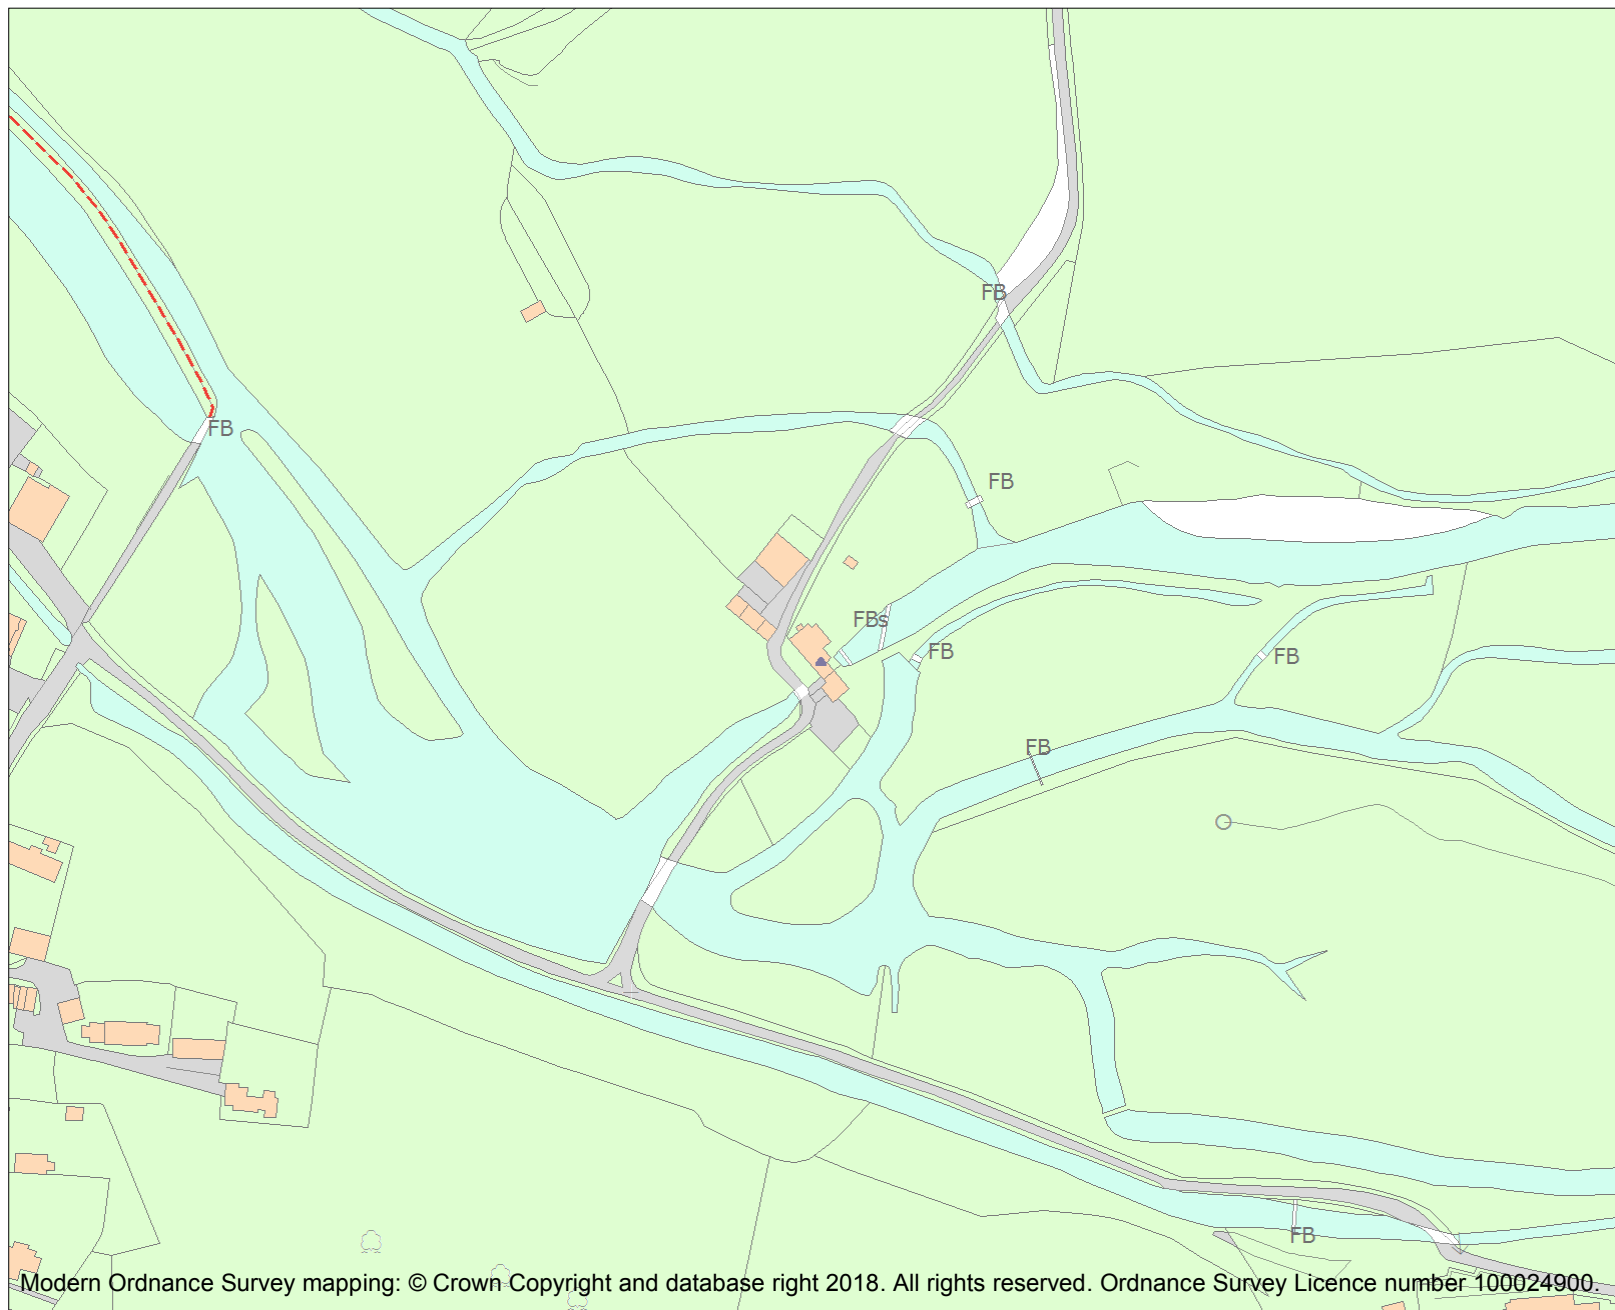 FB
FB
FB
FBs
FB
FB
FB
FB
Modern Ordnance Survey mapping: © Crown Copyright and database right 2018. All rights reserved. Ordnance Survey Licence number 100024900.